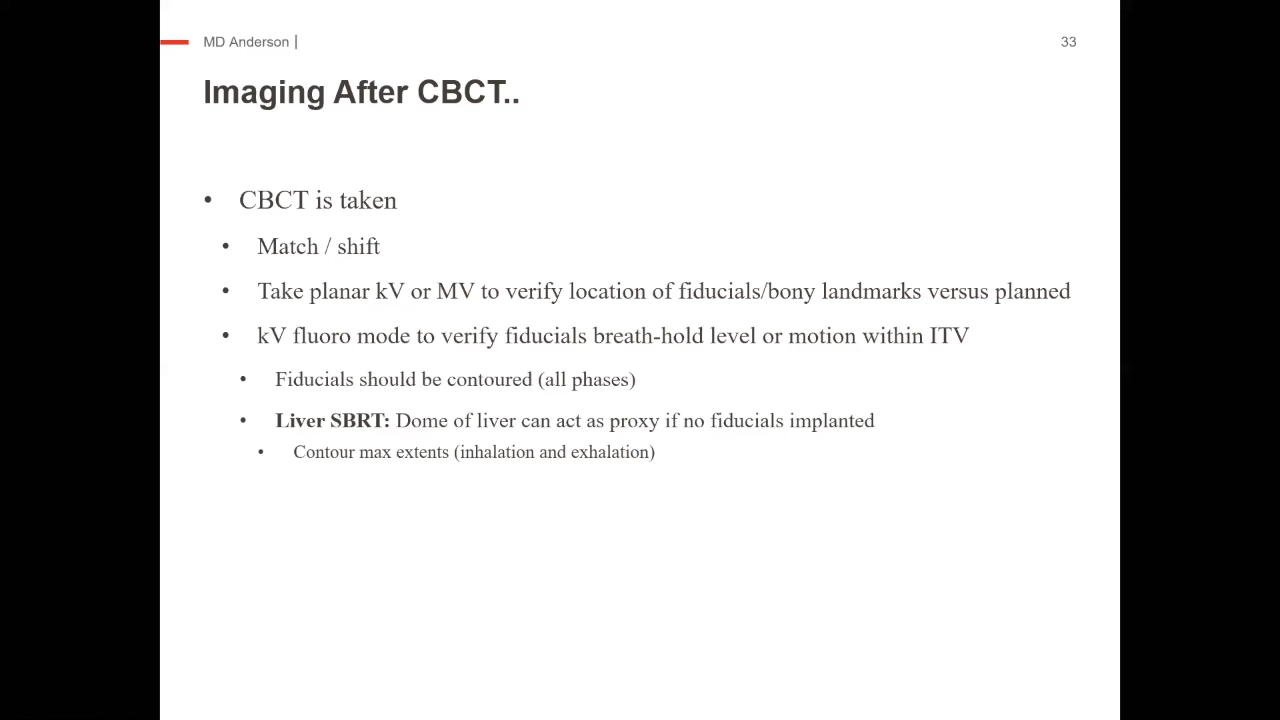 MD Anderson |
33
Imaging After CBCT..
• CBCT is taken
• Match / shift
• Take planar kV or MV to verify location of fiducials/bony landmarks versus planned
• kV fluoro mode to verify fiducials breath-hold level or motion within ITV
• Fiducials should be contoured (all phases)
• Liver SBRT: Dome of liver can act as proxy if no fiducials implanted
• Contour max extents (inhalation and exhalation)